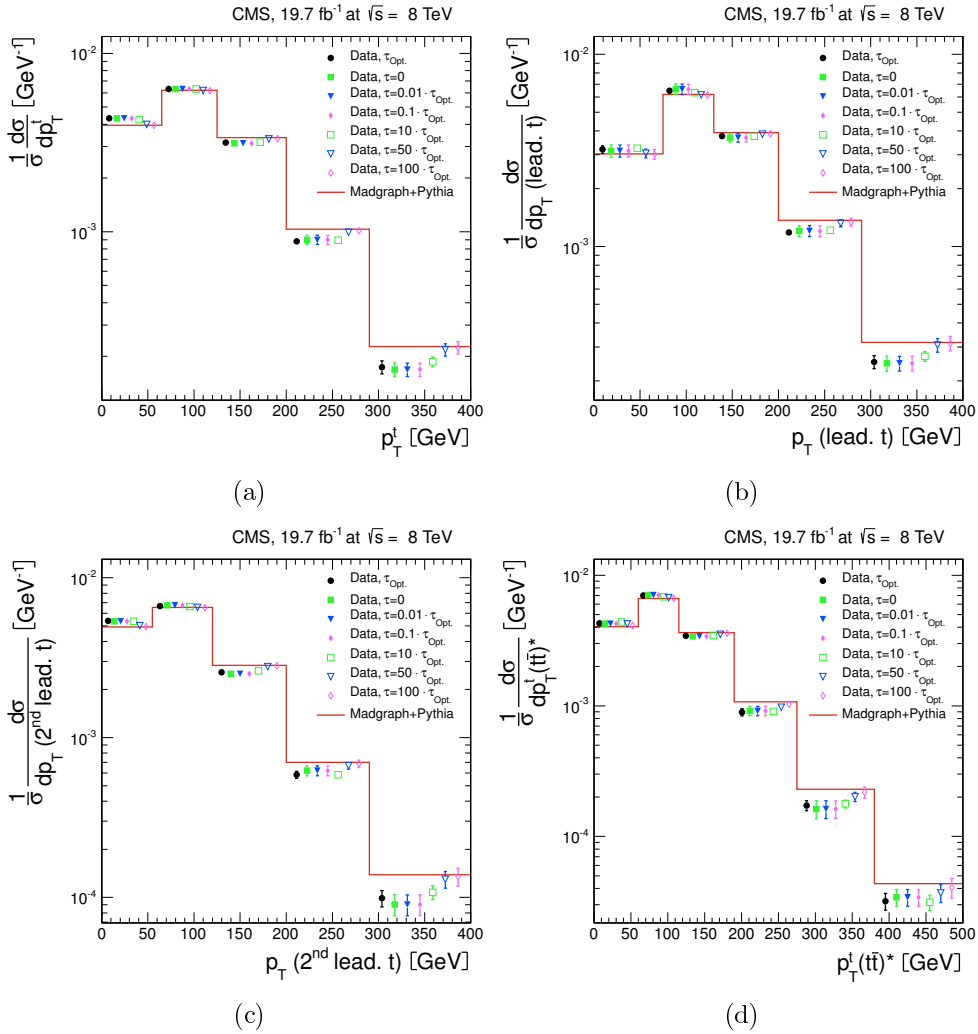 CMS, 19.7 fb⁻¹ at √s = 8 TeV
10⁻²
10⁻³
1/σ dσ/dp_T^t [GeV⁻¹]
Data, τ_Opt.
Data, τ=0
Data, τ=0.01 · τ_Opt.
Data, τ=0.1 · τ_Opt.
Data, τ=10 · τ_Opt.
Data, τ=50 · τ_Opt.
Data, τ=100 · τ_Opt.
Madgraph+Pythia
0 50 100 150 200 250 300 350 400
p_T^t [GeV]
(a)
CMS, 19.7 fb⁻¹ at √s = 8 TeV
10⁻²
10⁻³
1/σ dσ/dp_T (lead. t) [GeV⁻¹]
Data, τ_Opt.
Data, τ=0
Data, τ=0.01 · τ_Opt.
Data, τ=0.1 · τ_Opt.
Data, τ=10 · τ_Opt.
Data, τ=50 · τ_Opt.
Data, τ=100 · τ_Opt.
Madgraph+Pythia
0 50 100 150 200 250 300 350 400
p_T (lead. t) [GeV]
(b)
CMS, 19.7 fb⁻¹ at √s = 8 TeV
10⁻²
10⁻³
10⁻⁴
1/σ dσ/dp_T (2ⁿᵈ lead. t) [GeV⁻¹]
Data, τ_Opt.
Data, τ=0
Data, τ=0.01 · τ_Opt.
Data, τ=0.1 · τ_Opt.
Data, τ=10 · τ_Opt.
Data, τ=50 · τ_Opt.
Data, τ=100 · τ_Opt.
Madgraph+Pythia
0 50 100 150 200 250 300 350 400
p_T (2ⁿᵈ lead. t) [GeV]
(c)
CMS, 19.7 fb⁻¹ at √s = 8 TeV
10⁻²
10⁻³
10⁻⁴
1/σ dσ/dp_T^t(tt̄)* [GeV⁻¹]
Data, τ_Opt.
Data, τ=0
Data, τ=0.01 · τ_Opt.
Data, τ=0.1 · τ_Opt.
Data, τ=10 · τ_Opt.
Data, τ=50 · τ_Opt.
Data, τ=100 · τ_Opt.
Madgraph+Pythia
0 50 100 150 200 250 300 350 400 450 500
p_T^t(tt̄)* [GeV]
(d)